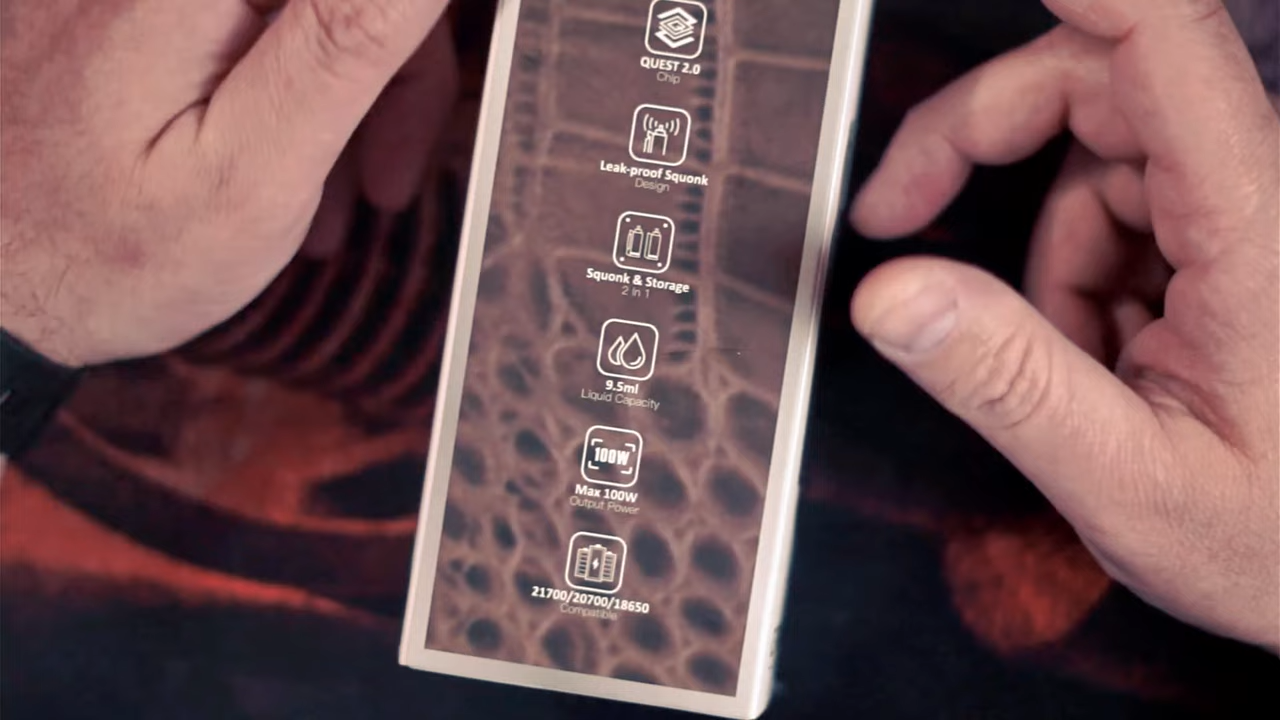 QUEST 2.0
Chip
Leak-proof Squonk
Design
Squonk & Storage
2 in 1
9.5ml
Liquid Capacity
100W
Max 100W
Output Power
21700/20700/18650
Compatible